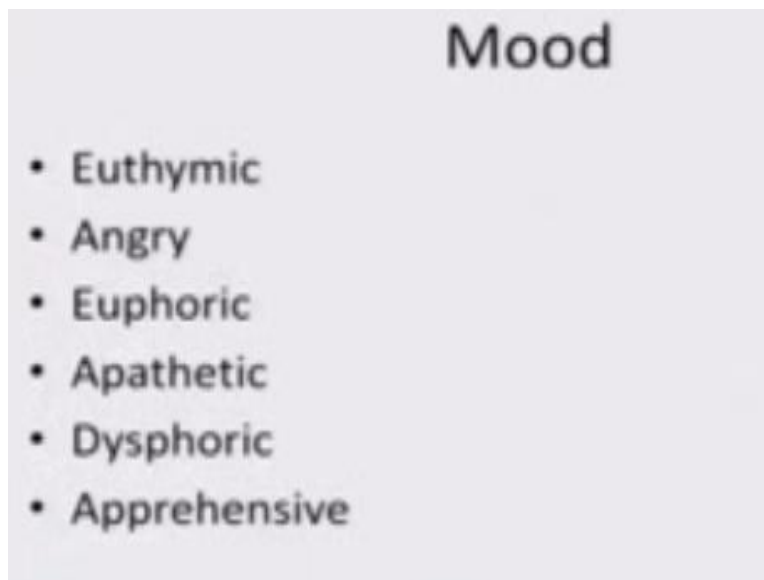 Mood
• Euthymic
• Angry
• Euphoric
• Apathetic
• Dysphoric
• Apprehensive